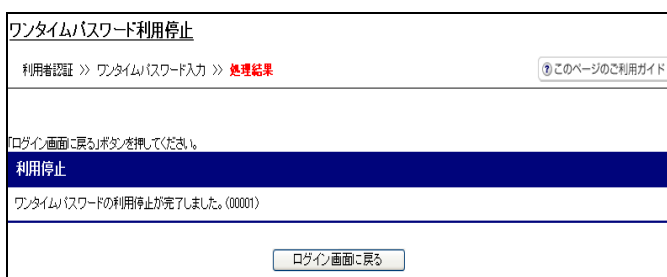 ワンタイムパスワード利用停止
利用者認証 >> ワンタイムパスワード入力 >> 処理結果
?このページのご利用ガイド
「ログイン画面に戻る」ボタンを押してください。
利用停止
ワンタイムパスワードの利用停止が完了しました。(00001)
ログイン画面に戻る